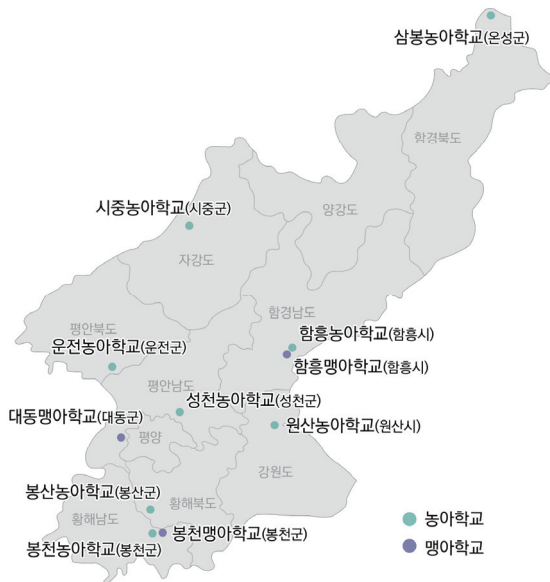 삼봉농아학교(온성군)
함경북도
시중농아학교(시중군)
양강도
자강도
함경남도
평안북도
함흥농아학교(함흥시)
운전농아학교(운전군)
함흥맹아학교(함흥시)
평안남도
성천농아학교(성천군)
대동맹아학교(대동군)
원산농아학교(원산시)
평양
강원도
봉산농아학교(봉산군)
황해북도
황해남도
농아학교
봉천맹아학교(봉천군)
봉천농아학교(봉천군)
맹아학교